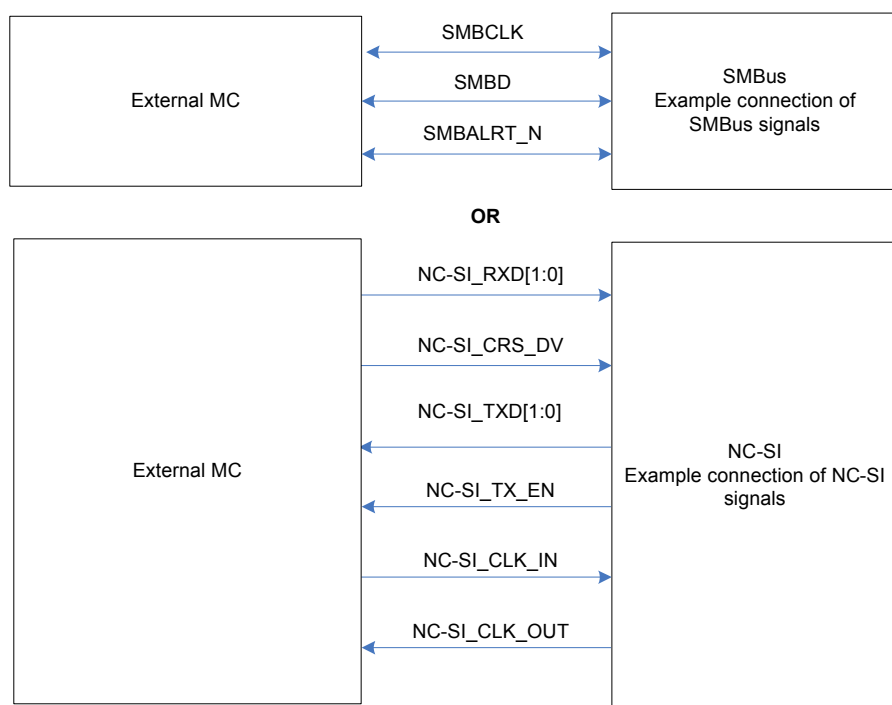 SMBCLK
External MC
SMBD
SMBALRT_N
SMBus
Example connection of
SMBus signals
OR
External MC
NC-SI_RXD[1:0]
NC-SI_CRS_DV
NC-SI_TXD[1:0]
NC-SI_TX_EN
NC-SI_CLK_IN
NC-SI_CLK_OUT
NC-SI
Example connection of NC-SI
signals